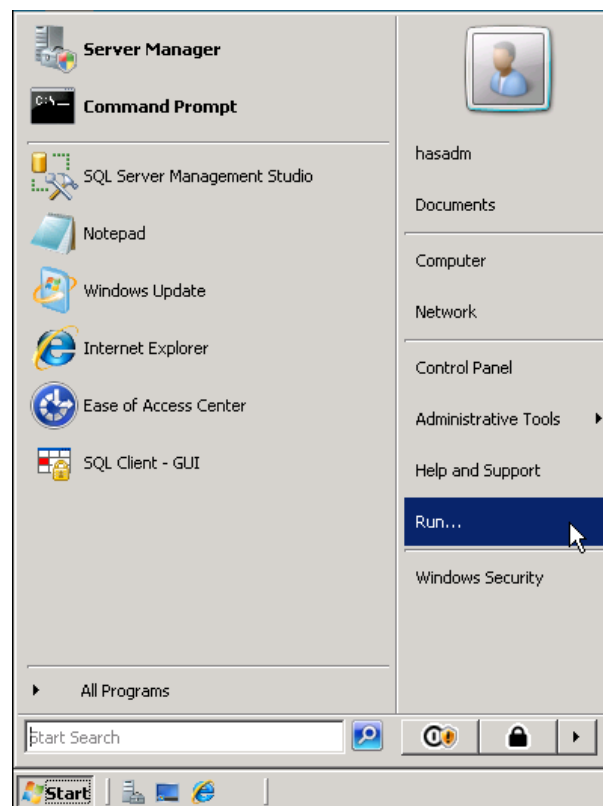 Server Manager
C:\
Command Prompt
SQL Server Management Studio
Notepad
Windows Update
Internet Explorer
Ease of Access Center
SQL Client - GUI
All Programs
Start Search
hasadm
Documents
Computer
Network
Control Panel
Administrative Tools
Help and Support
Run...
Windows Security
Start